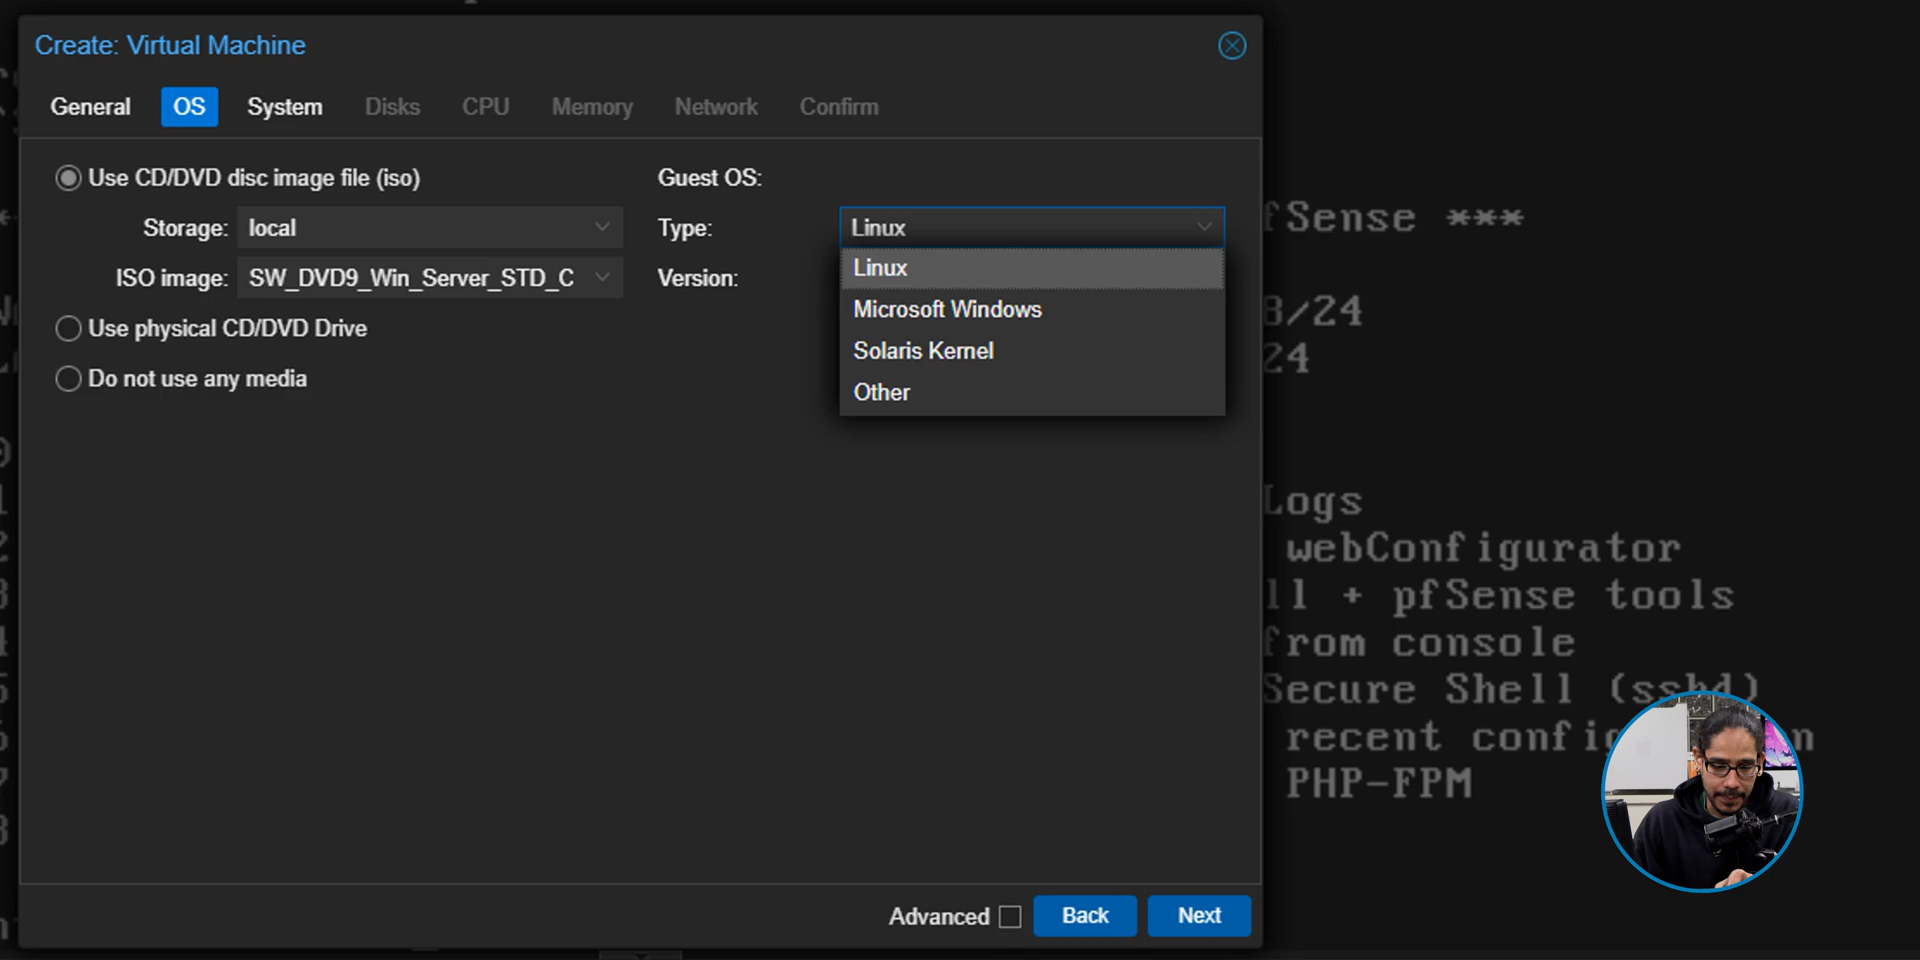 Create: Virtual Machine
General OS System Disks CPU Memory Network Confirm
Use CD/DVD disc image file (iso)
Storage: local
ISO image: SW_DVD9_Win_Server_STD_C
Use physical CD/DVD Drive
Do not use any media
Guest OS:
Type: Linux
Version:
Linux
Microsoft Windows
Solaris Kernel
Other
Advanced Back Next
fSense ***
8/24
24
Logs
webConfigurator
ll + pfSense tools
from console
Secure Shell (sshd)
recent config n
PHP-FPM